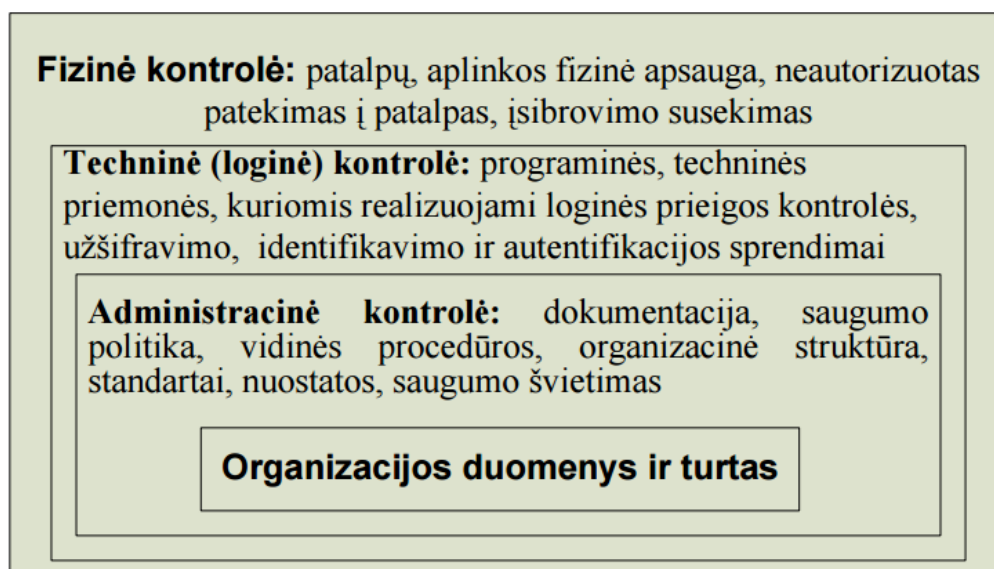 Fizinė kontrolė: patalpų, aplinkos fizinė apsauga, neautorizuotas
patekimas į patalpas, įsibrovimo susekimas
Techninė (loginė) kontrolė: programinės, techninės
priemonės, kuriomis realizuojami loginės prieigos kontrolės,
užšifravimo, identifikavimo ir autentifikacijos sprendimai
Administracinė kontrolė: dokumentacija, saugumo
politika, vidinės procedūros, organizacinė struktūra,
standartai, nuostatos, saugumo švietimas
Organizacijos duomenys ir turtas